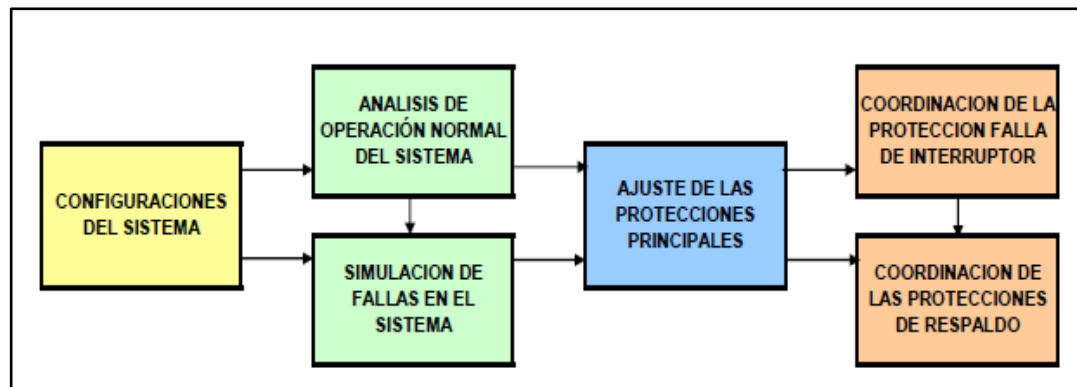 CONFIGURACIONES
DEL SISTEMA
ANALISIS DE
OPERACIÓN NORMAL
DEL SISTEMA
SIMULACION DE
FALLAS EN EL
SISTEMA
AJUSTE DE LAS
PROTECCIONES
PRINCIPALES
COORDINACION DE LA
PROTECCION FALLA
DE INTERRUPTOR
COORDINACION DE
LAS PROTECCIONES
DE RESPALDO